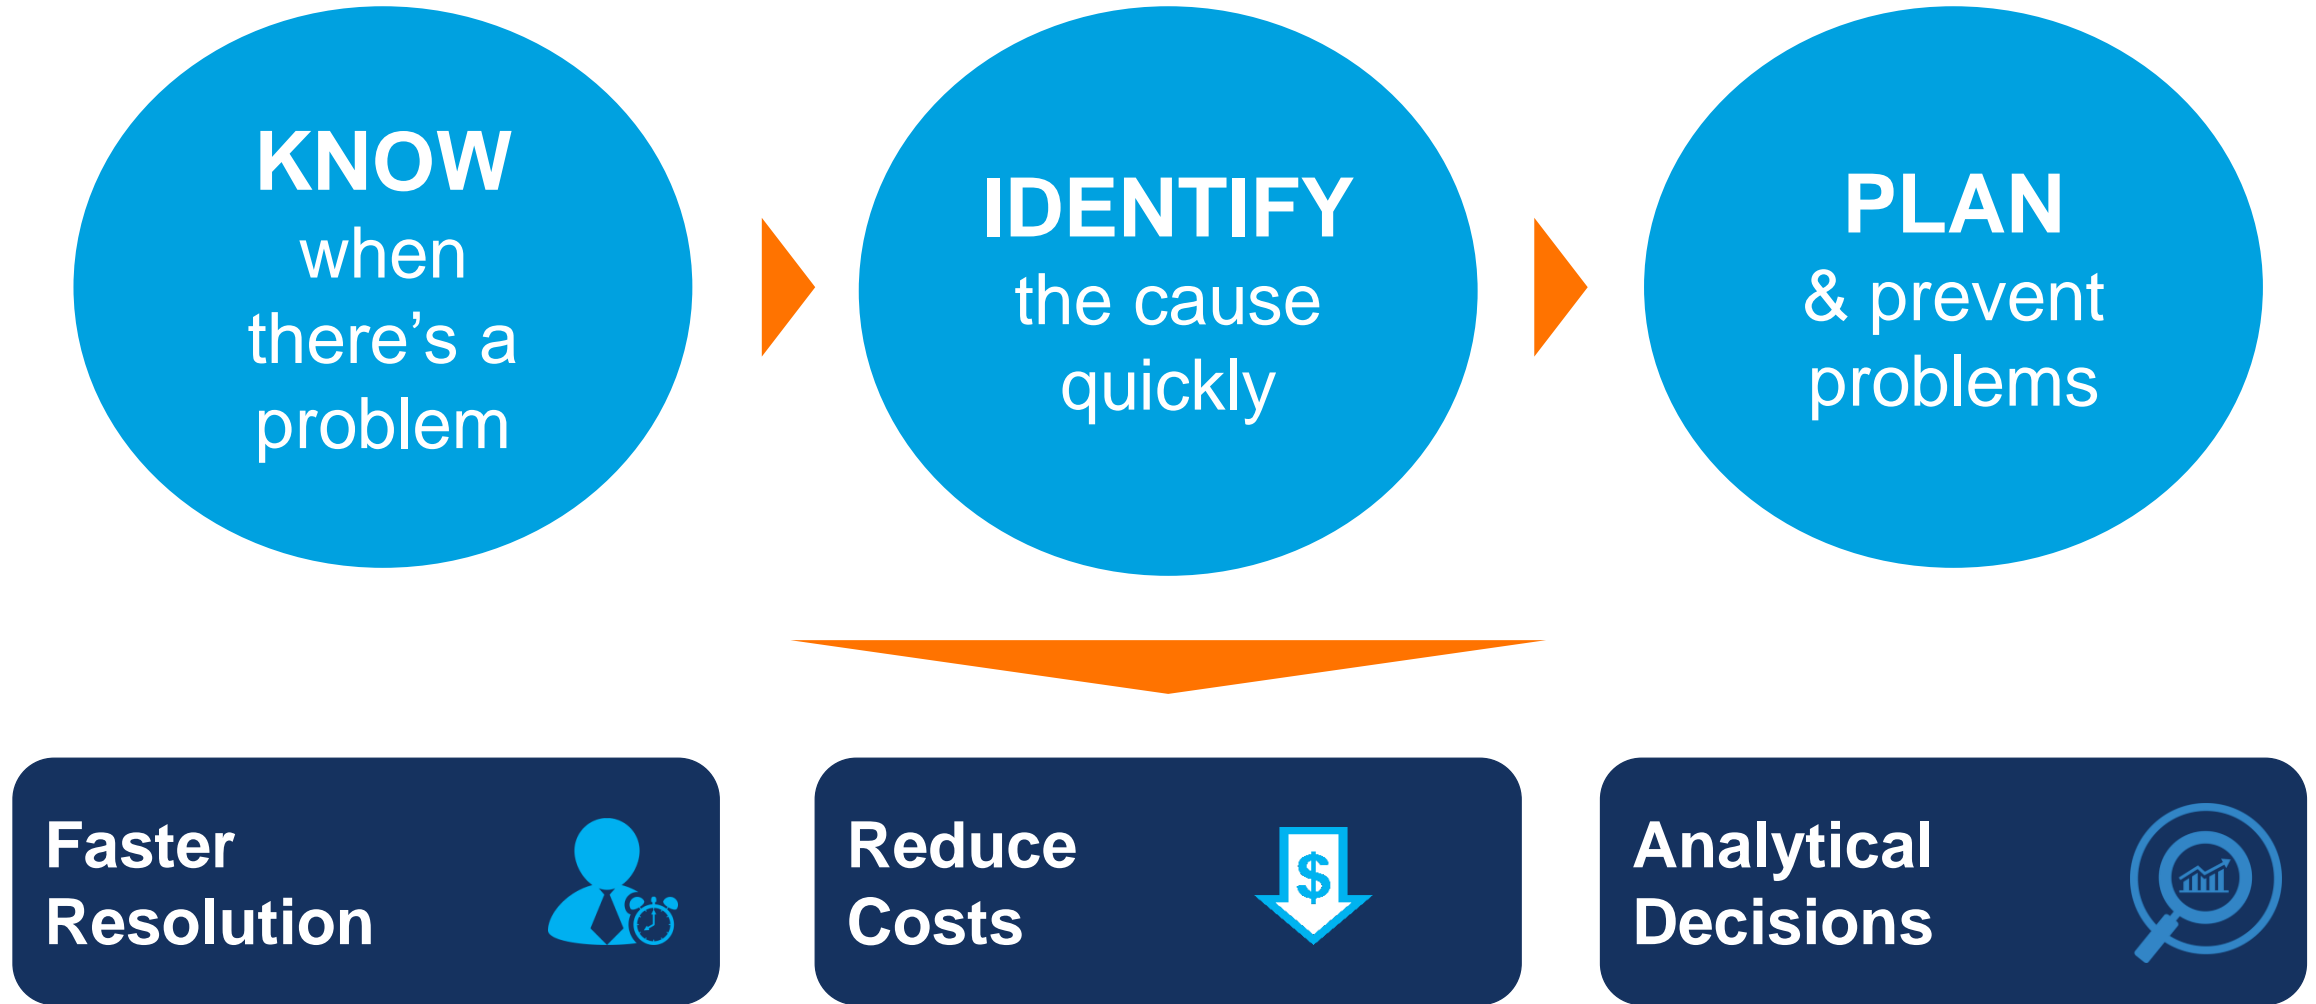 KNOW
when
there’s a
problem
IDENTIFY
the cause
quickly
PLAN
& prevent
problems
Faster
Resolution
Reduce
Costs
$
Analytical
Decisions